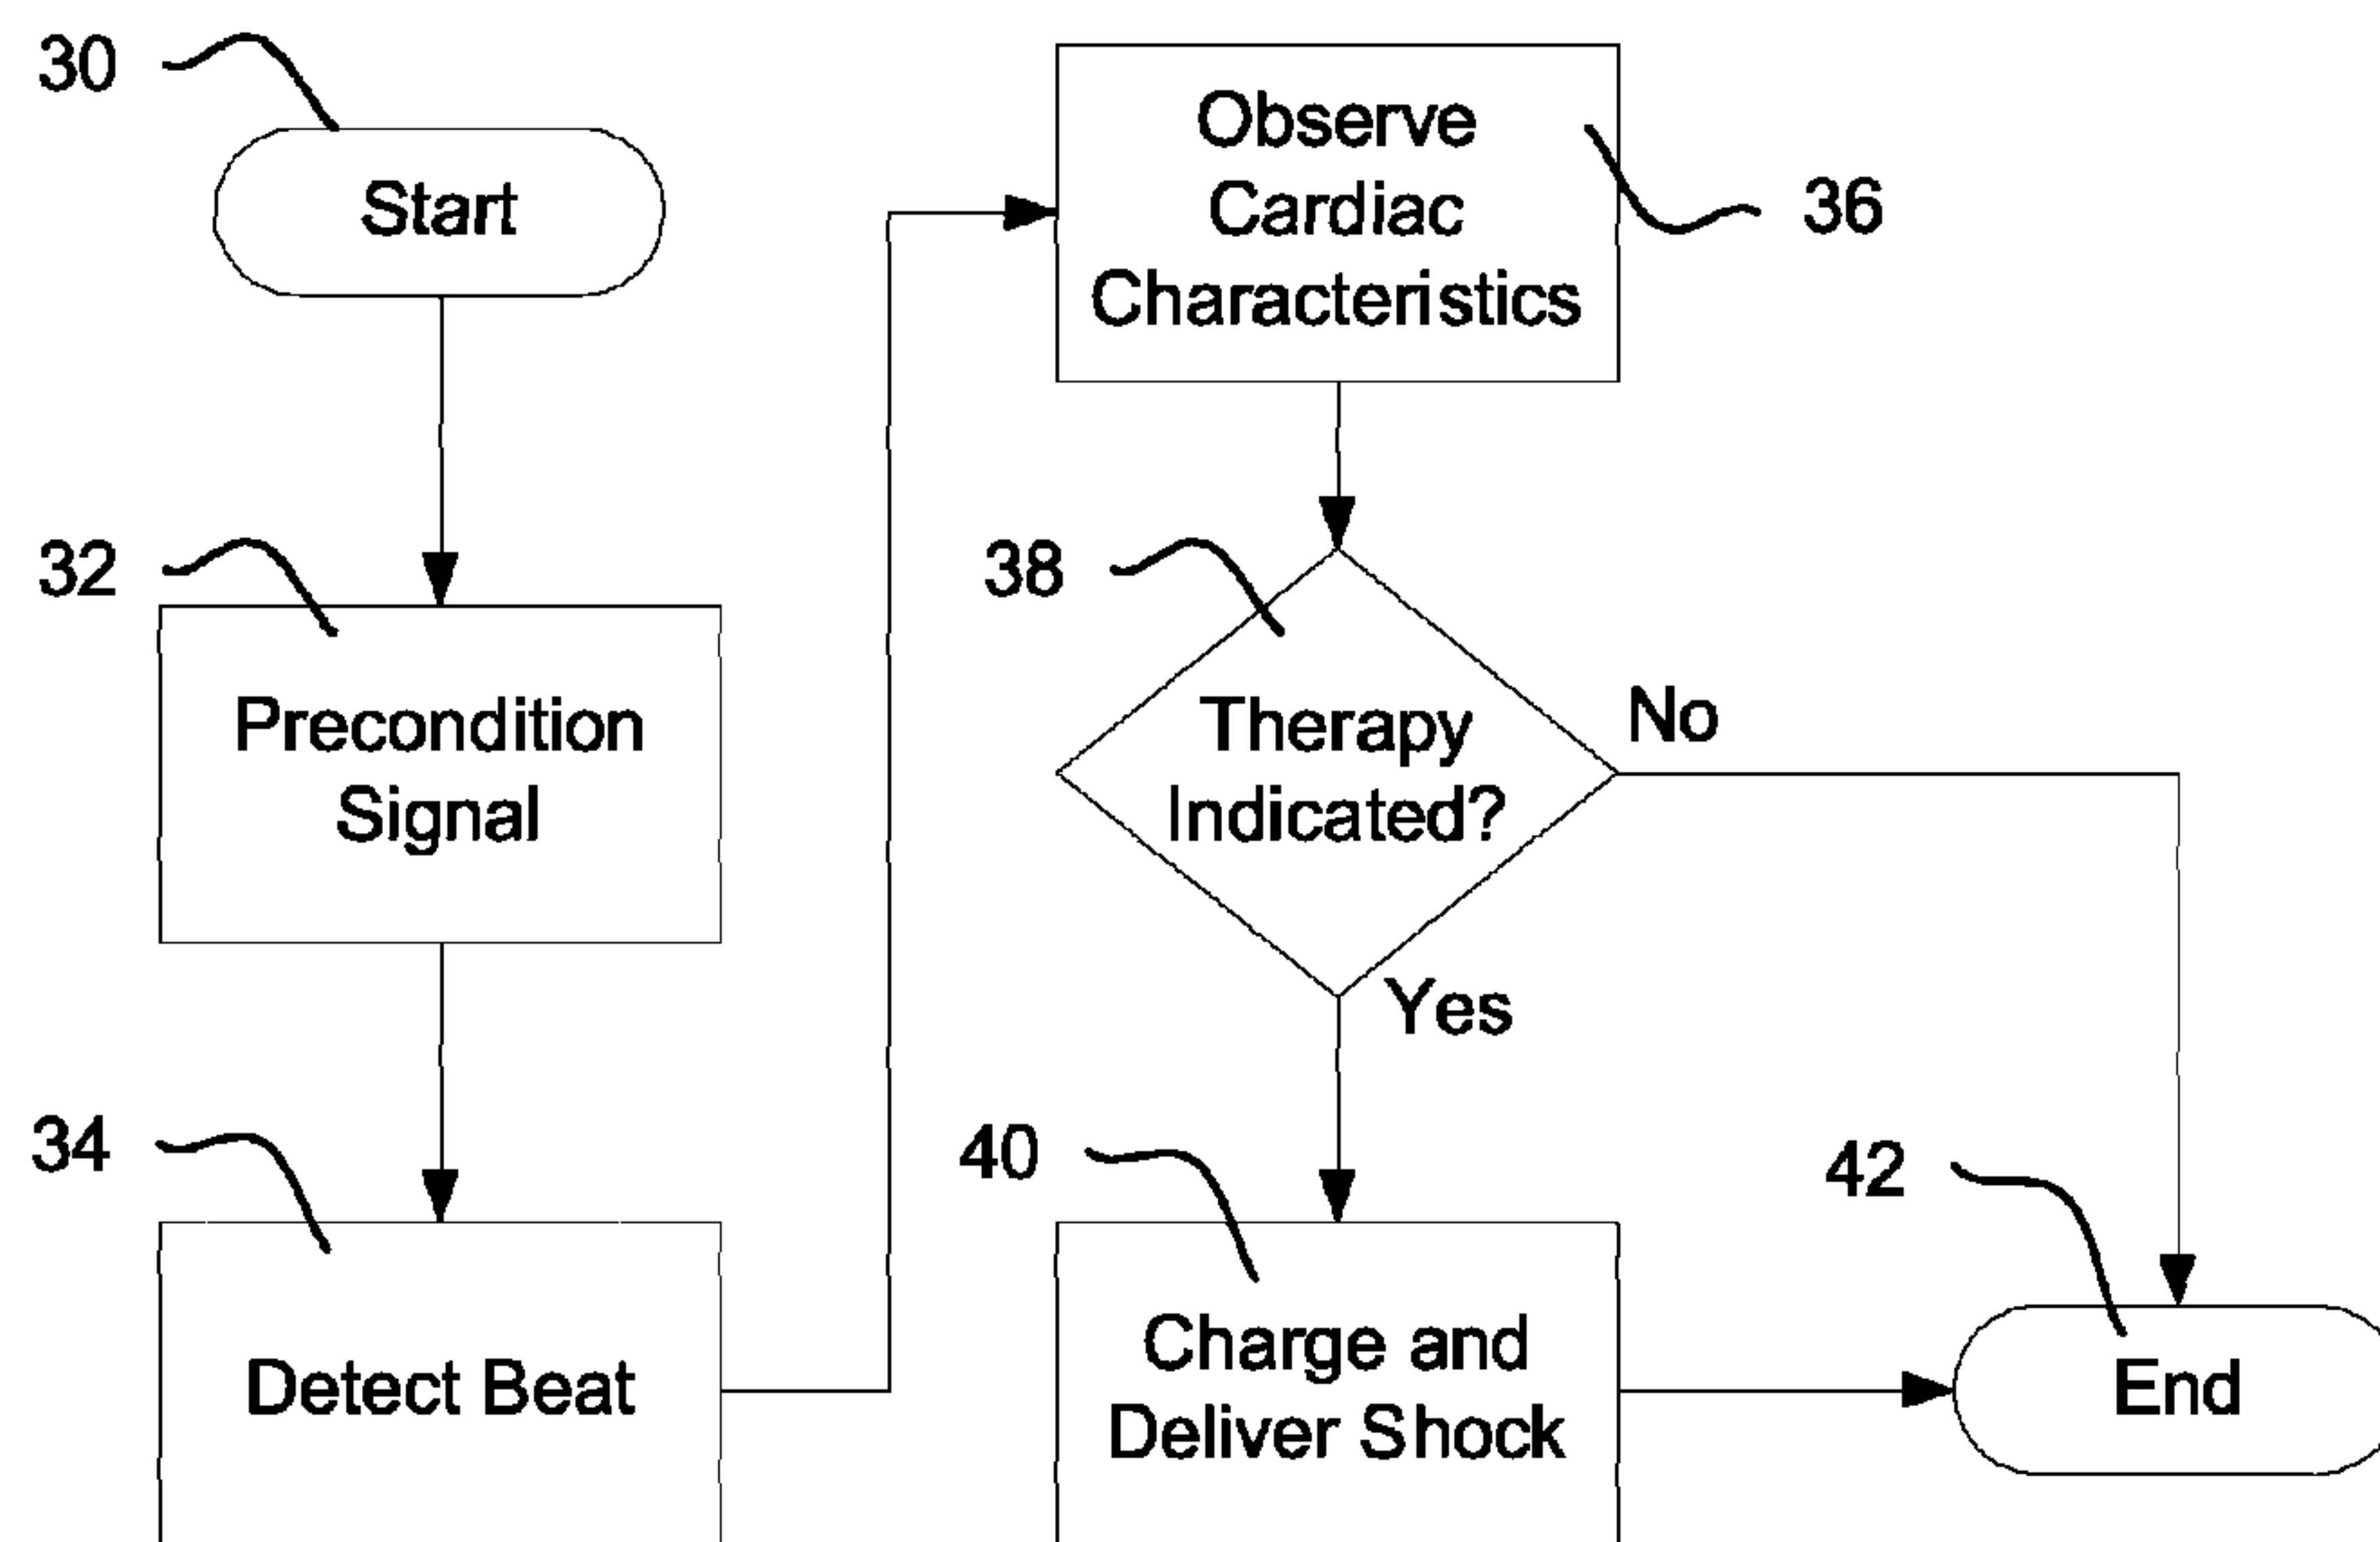 30
Start
32
Precondition
Signal
34
Detect Beat
Observe
Cardiac
Characteristics
36
38
Therapy
Indicated?
No
Yes
40
Charge and
Deliver Shock
42
End